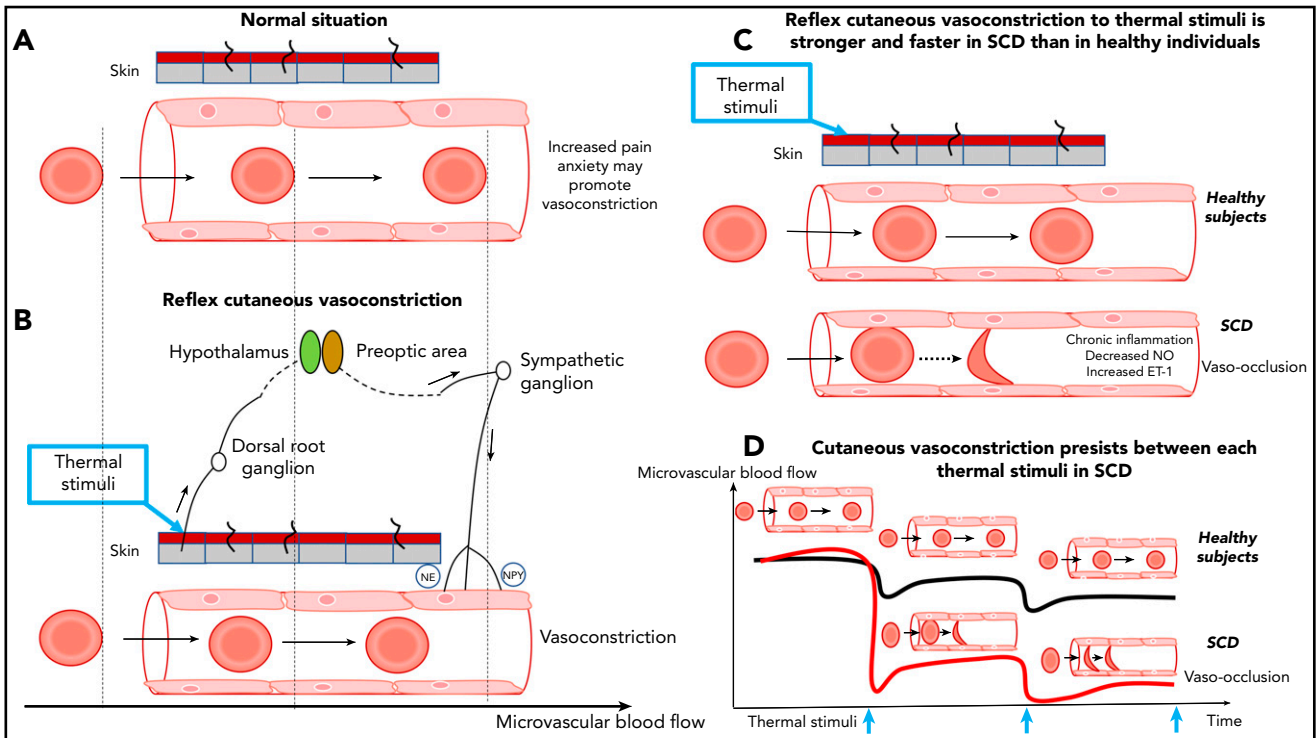 A
Normal situation
Skin
Increased pain
anxiety may
promote
vasoconstriction
B
Reflex cutaneous vasoconstriction
Hypothalamus
Preoptic area
Sympathetic
ganglion
Dorsal root
ganglion
Thermal
stimuli
Skin
NE
NPY
Vasoconstriction
Microvascular blood flow
C
Reflex cutaneous vasoconstriction to thermal stimuli is
stronger and faster in SCD than in healthy individuals
Thermal
stimuli
Skin
Healthy
subjects
SCD
Chronic inflammation
Decreased NO
Increased ET-1
Vaso-occlusion
D
Cutaneous vasoconstriction presists between each
thermal stimuli in SCD
Microvascular blood flow
Healthy
subjects
SCD
Vaso-occlusion
Thermal stimuli
Time